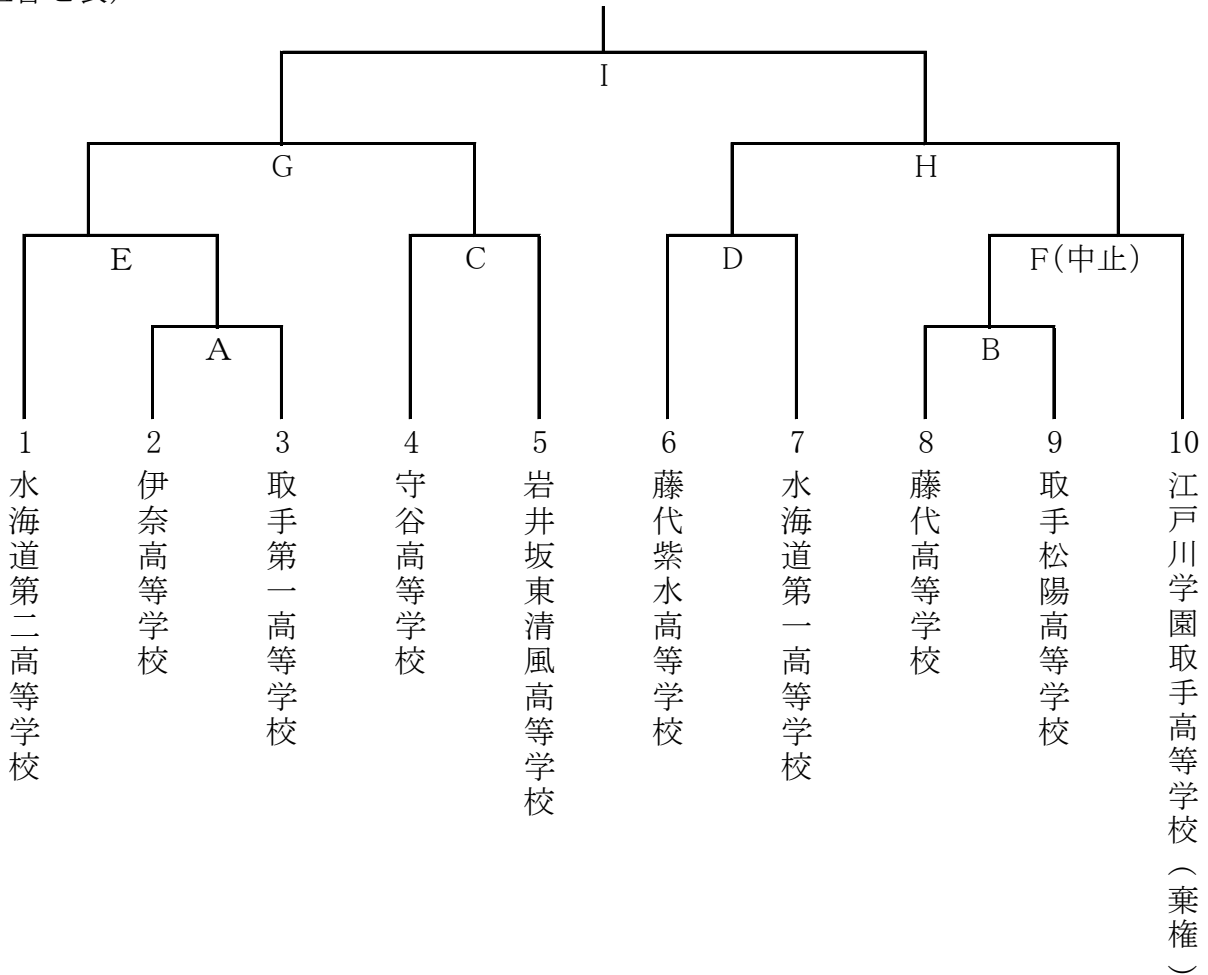 I
G
H
E
C
D
F(中止)
A
B
1 水海道第二高等学校
2 伊奈高等学校
3 取手第一高等学校
4 守谷高等学校
5 岩井坂東清風高等学校
6 藤代紫水高等学校
7 水海道第一高等学校
8 藤代高等学校
9 取手松陽高等学校
10 江戸川学園取手高等学校(棄権)